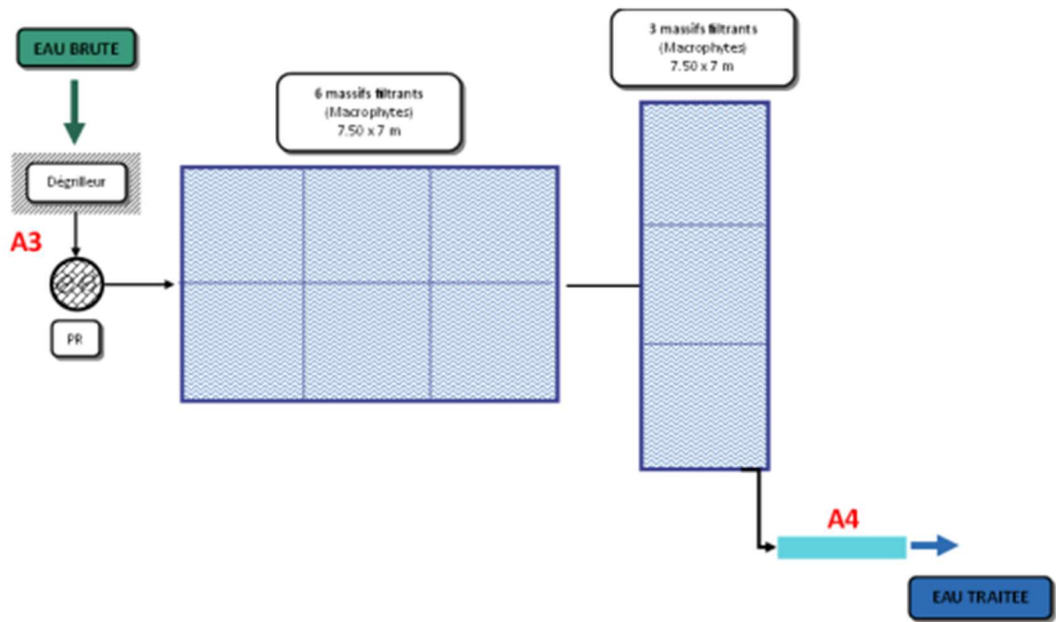 EAU BRUTE
Dégrilleur
A3
PR
6 massifs filtrants
(Macrophytes)
7.50 x 7 m
3 massifs filtrants
(Macrophytes)
7.50 x 7 m
A4
EAU TRAITEE